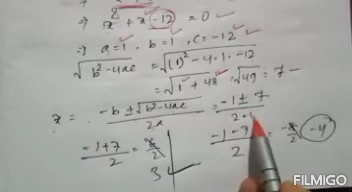 ⇒ x² + x - 12 = 0
⇒ a = 1, b = 1, c = -12
√b² - 4ac = √(1)² - 4·1·-12
= √1 + 48 = √49 = 7
x = -b ± √b² - 4ac / 2a = -1 ± 7 / 2·1
-1 + 7 / 2 = 2 -1 - 7 / 2 = -8 / 2 -4
3
FILMIGO